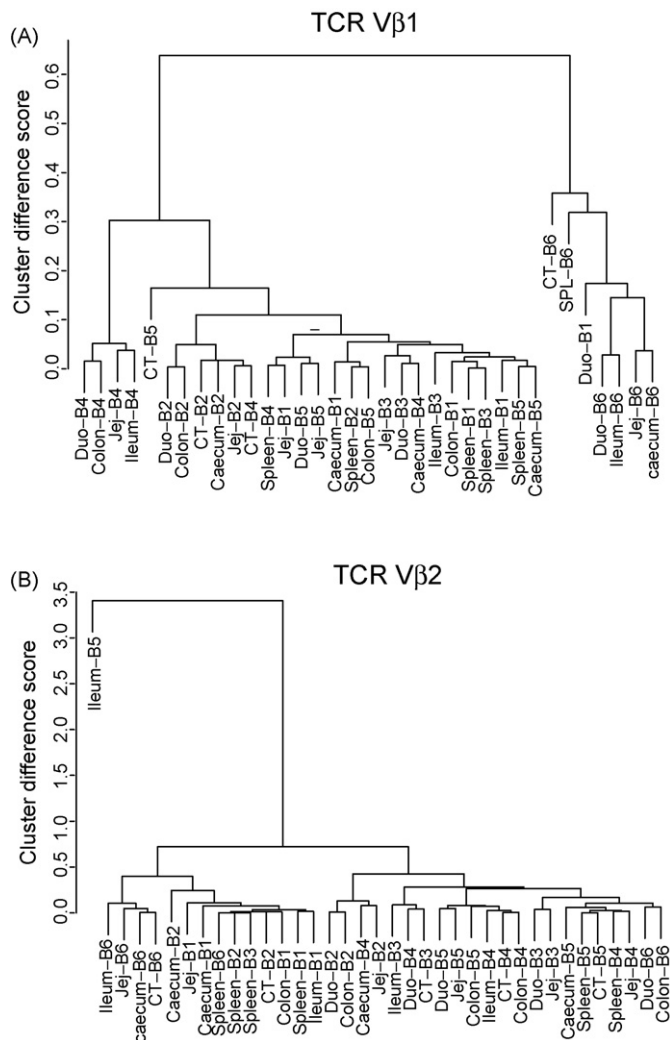 (A)
TCR Vβ1
Cluster difference score
0.6
0.5
0.4
0.3
0.2
0.1
0.0
Duo–B4
Colon–B4
Jej–B4
Ileum–B4
CT–B5
Duo–B2
Colon–B2
CT–B2
Caecum–B2
Jej–B2
CT–B4
Spleen–B4
Jej–B1
Duo–B5
Jej–B5
Caecum–B1
Spleen–B2
Colon–B5
Jej–B3
Duo–B3
Caecum–B4
Ileum–B3
Colon–B1
Spleen–B1
Spleen–B3
Ileum–B1
Spleen–B5
Caecum–B5
CT–B6
SPL–B6
Duo–B1
Duo–B6
Ileum–B6
Jej–B6
caecum–B6
(B)
TCR Vβ2
Cluster difference score
3.5
3.0
2.5
2.0
1.5
1.0
0.5
0.0
Ileum–B5
Ileum–B6
Jej–B6
caecum–B6
CT–B6
Caecum–B2
Jej–B1
Caecum–B1
Spleen–B6
Spleen–B2
Spleen–B3
CT–B2
Colon–B1
Spleen–B1
Ileum–B1
Duo–B2
Colon–B2
Caecum–B4
Jej–B2
Ileum–B3
Duo–B4
CT–B3
Duo–B5
Jej–B5
Colon–B5
Ileum–B4
CT–B4
Colon–B4
Duo–B3
Jej–B3
Caecum–B5
Spleen–B5
CT–B5
Spleen–B4
Jej–B4
Duo–B6
Colon–B6